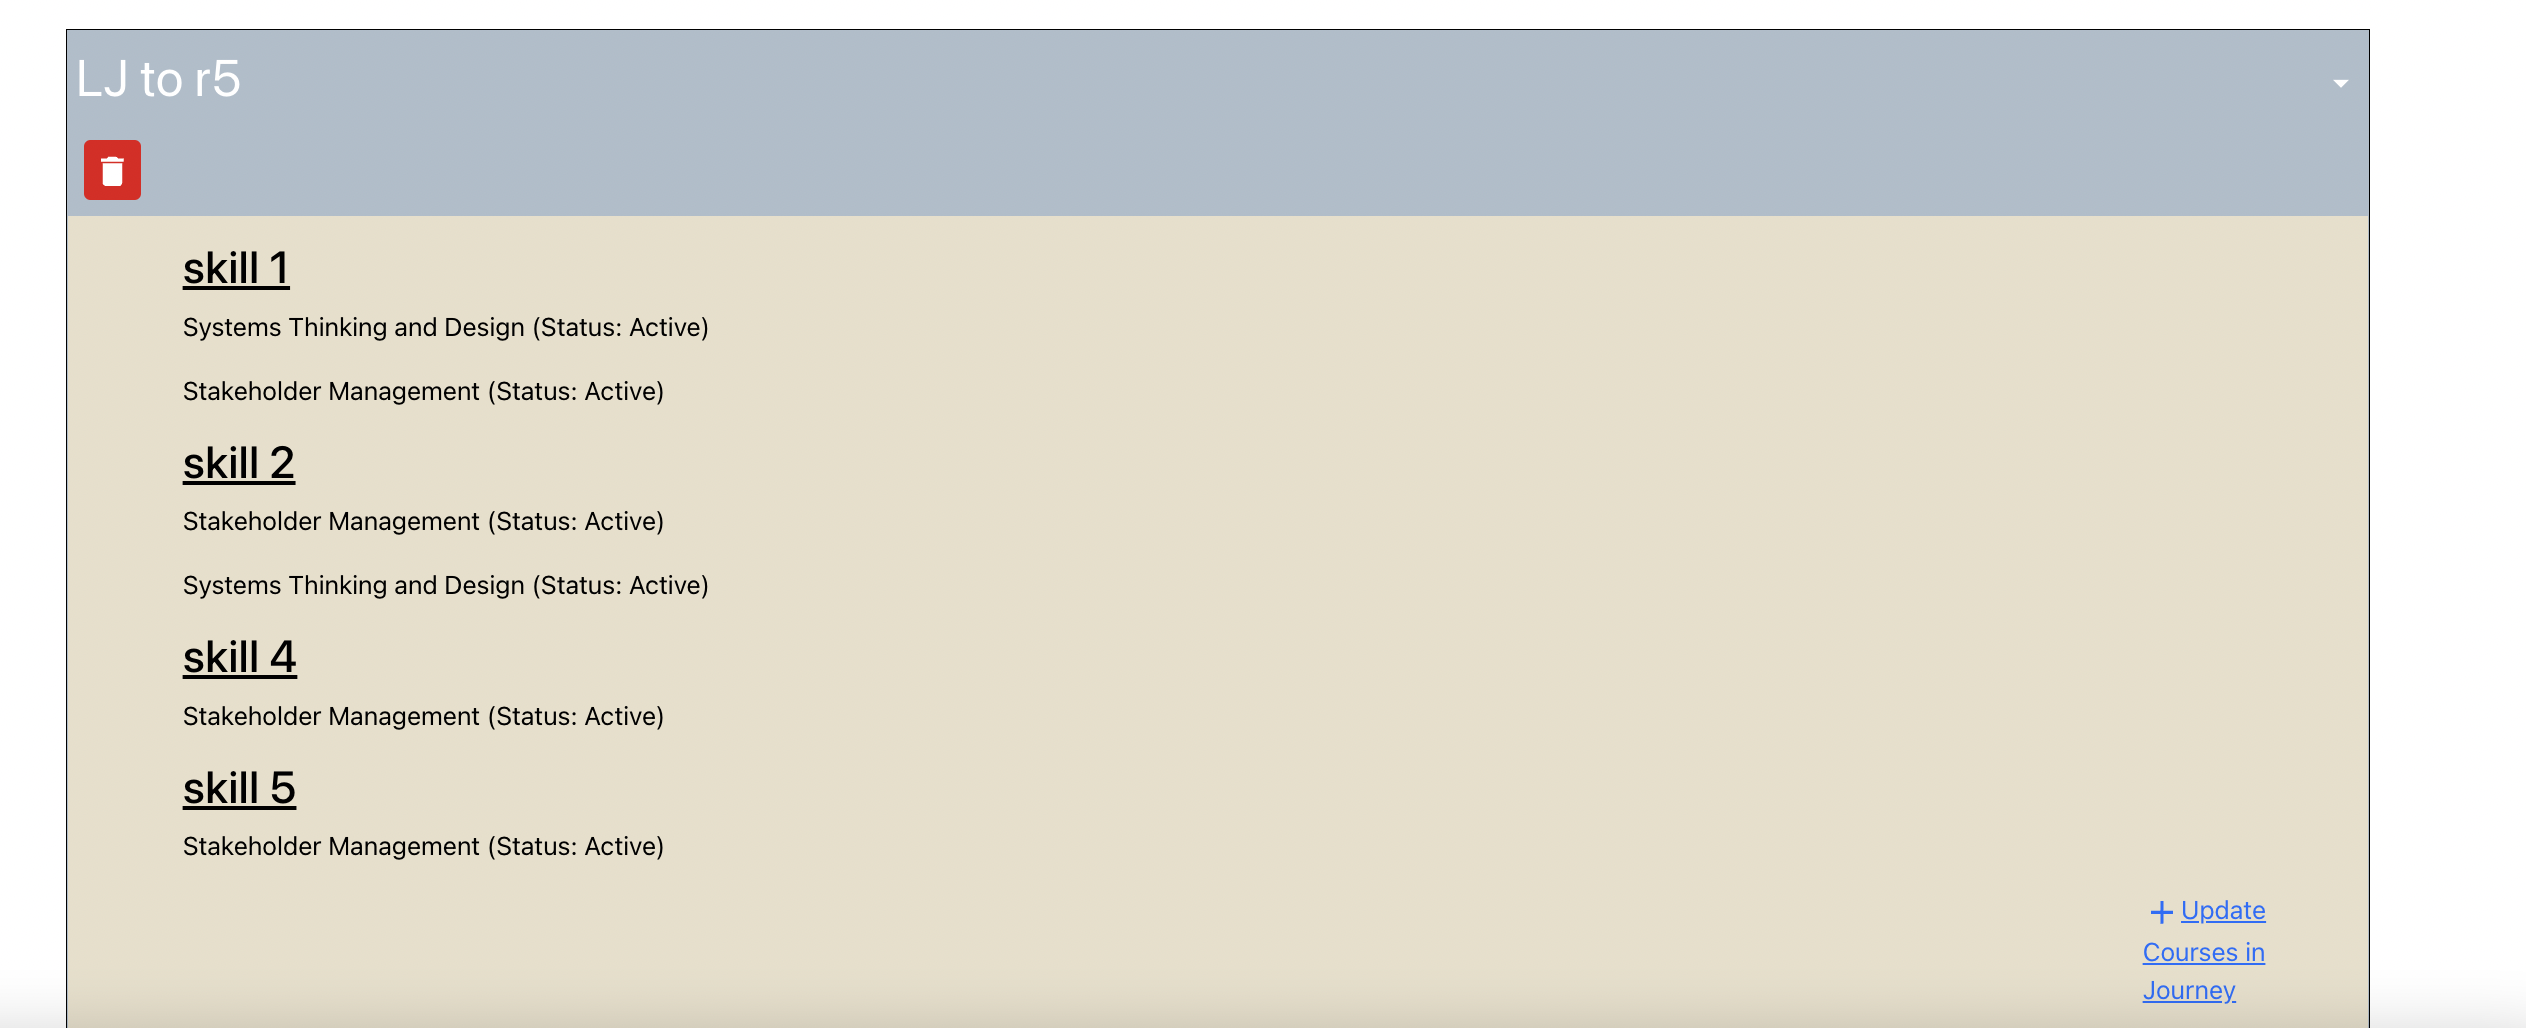 LJ to r5
skill 1
Systems Thinking and Design (Status: Active)
Stakeholder Management (Status: Active)
skill 2
Stakeholder Management (Status: Active)
Systems Thinking and Design (Status: Active)
skill 4
Stakeholder Management (Status: Active)
skill 5
Stakeholder Management (Status: Active)
+ Update
Courses in
Journey